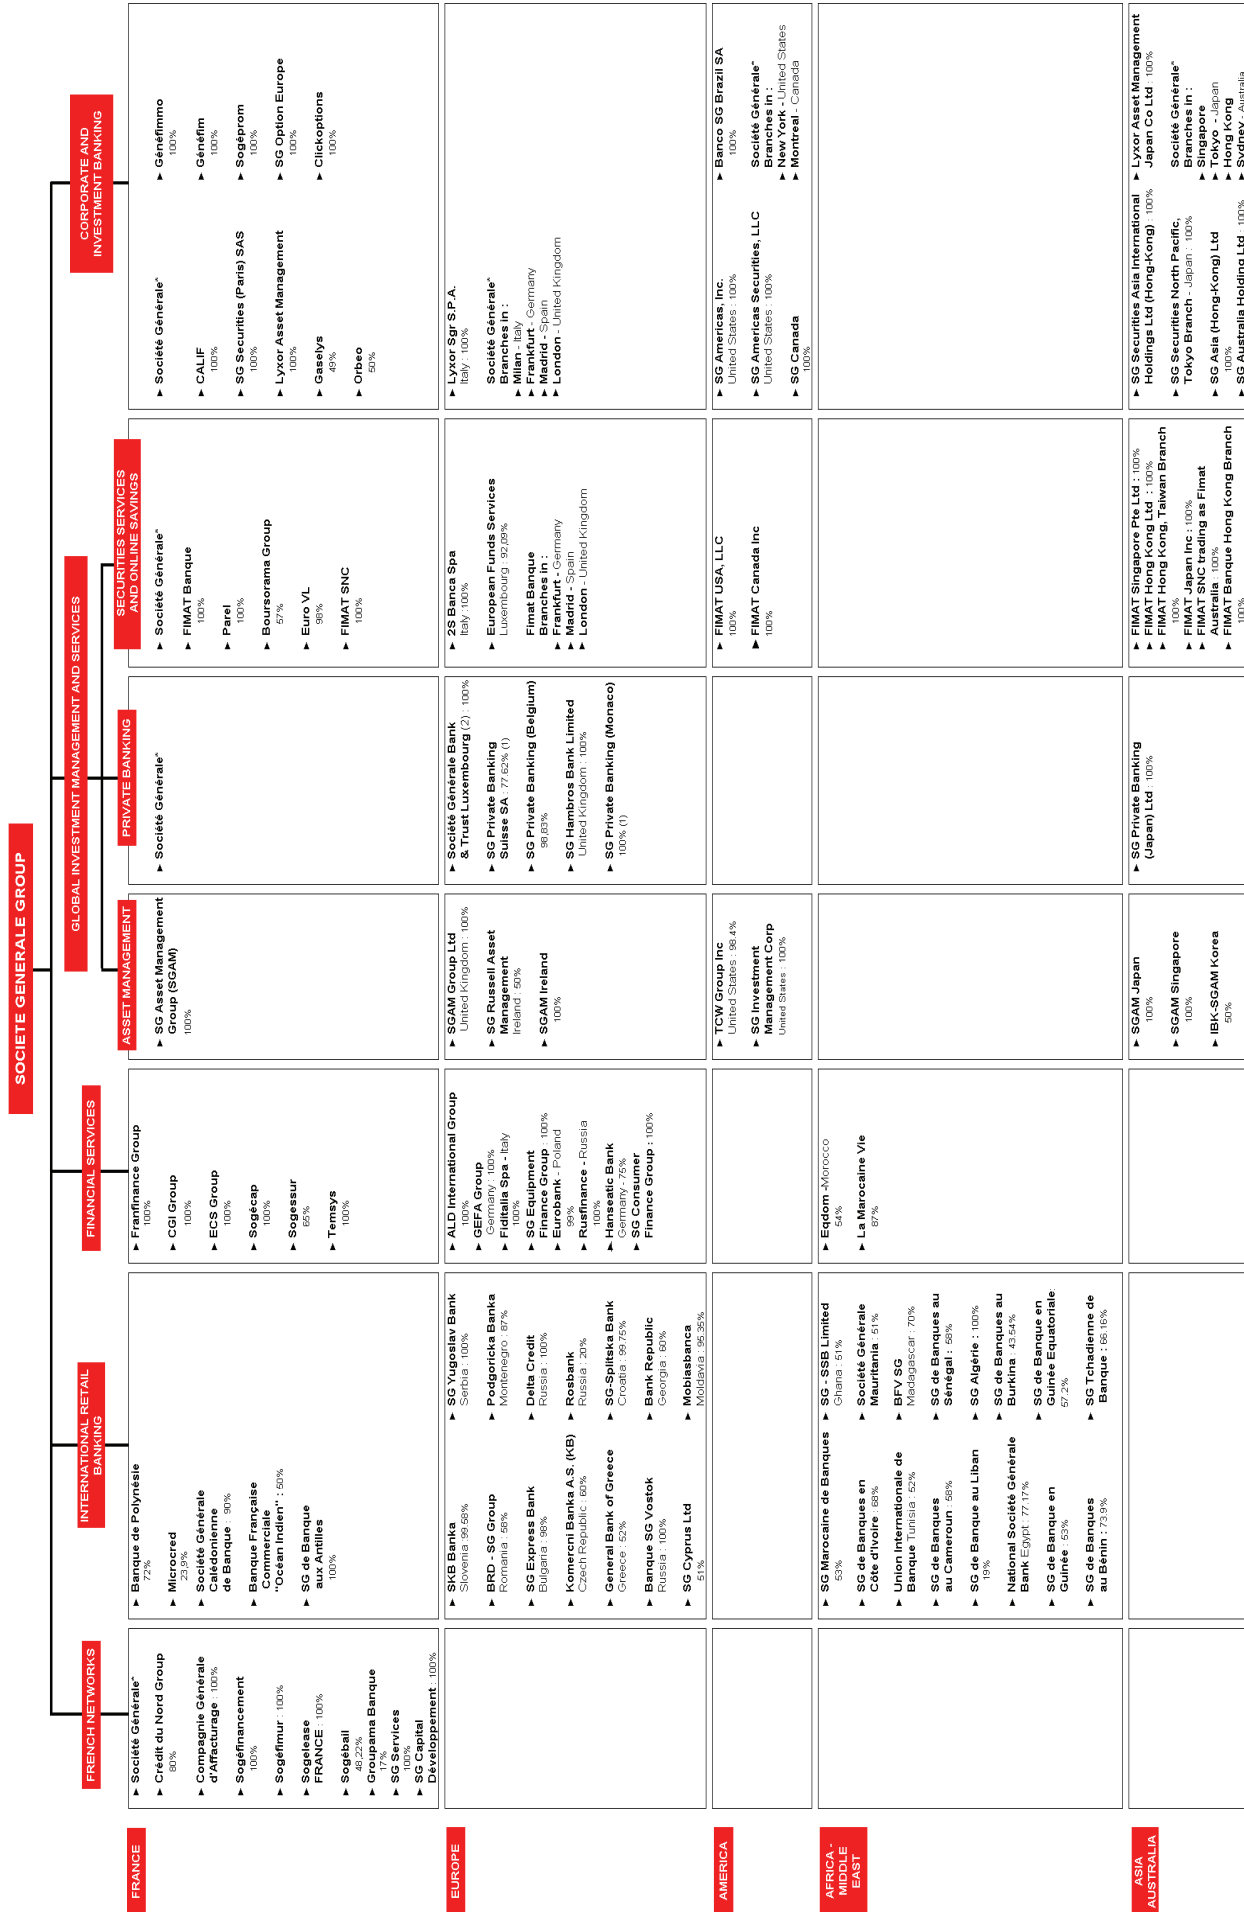 SOCIETE GENERALE GROUP
GLOBAL INVESTMENT MANAGEMENT AND SERVICES
FRENCH NETWORKS
INTERNATIONAL RETAIL
BANKING
FINANCIAL SERVICES
ASSET MANAGEMENT
PRIVATE BANKING
SECURITIES SERVICES
AND ONLINE SAVINGS
CORPORATE AND
INVESTMENT BANKING
FRANCE
► Société Générale*
► Crédit du Nord Group
80%
► Compagnie Générale
d'Affacturage : 100%
► Sogéfinancement
100%
► Sogéfimur : 100%
► Sogelease
FRANCE : 100%
► Sogébail
48,22%
► Groupama Banque
17%
► SG Services
100%
► SG Capital
Développement : 100%
► Banque de Polynésie
72%
► Microcred
23,9%
► Société Générale
Calédonienne
de Banque : 90%
► Banque Française
Commerciale
"Océan Indien" : 50%
► SG de Banque
aux Antilles
100%
► Franfinance Group
100%
► CGI Group
100%
► ECS Group
100%
► Sogécap
100%
► Sogessur
65%
► Temsys
100%
► SG Asset Management
Group (SGAM)
100%
► Société Générale*
► Société Générale*
► FIMAT Banque
100%
► Parel
100%
► Boursorama Group
57%
► Euro VL
98%
► FIMAT SNC
100%
► Société Générale*
► CALIF
100%
► SG Securities (Paris) SAS
100%
► Lyxor Asset Management
100%
► Gaselys
49%
► Orbeo
50%
► Généfimmo
100%
► Généfim
100%
► Sogéprom
100%
► SG Option Europe
100%
► Clickoptions
100%
EUROPE
► SKB Banka
Slovenia :99.58%
► BRD - SG Group
Romania : 58%
► SG Express Bank
Bulgaria : 98%
► Komercni Banka A.S. (KB)
Czech Republic : 60%
► General Bank of Greece
Greece : 52%
► Banque SG Vostok
Russia : 100%
► SG Cyprus Ltd
51%
► SG Yugoslav Bank
Serbia : 100%
► Podgoricka Banka
Montenegro : 87%
► Delta Credit
Russia : 100%
► Rosbank
Russia : 20%
► SG-Splitska Bank
Croatia : 99.75%
► Bank Republic
Georgia : 60%
► Mobiasbanca
Moldavia : 95.35%
► ALD International Group
100%
► GEFA Group
Germany : 100%
► Fiditalia Spa - Italy
100%
► SG Equipment
Finance Group : 100%
► Eurobank - Poland
99%
► Rusfinance - Russia
100%
► Hanseatic Bank
Germany - 75%
► SG Consumer
Finance Group : 100%
► SGAM Group Ltd
United Kingdom : 100%
► SG Russell Asset
Management
Ireland : 50%
► SGAM Ireland
100%
► Société Générale Bank
& Trust Luxembourg (2) : 100%
► SG Private Banking
Suisse SA : 77.62% (1)
► SG Private Banking (Belgium)
98,83%
► SG Hambros Bank Limited
United Kingdom : 100%
► SG Private Banking (Monaco)
100% (1)
► 2S Banca Spa
Italy :100%
► European Funds Services
Luxembourg : 92,09%
Fimat Banque
Branches in :
► Frankfurt - Germany
► Madrid - Spain
► London - United Kingdom
► Lyxor Sgr S.P.A.
Italy : 100%
Société Générale*
Branches in :
► Milan - Italy
► Frankfurt - Germany
► Madrid - Spain
► London - United Kingdom
AMERICA
► TCW Group Inc
United States : 98.4%
► SG Investment
Management Corp
United States : 100%
► FIMAT USA, LLC
100%
► FIMAT Canada Inc
100%
► SG Americas, Inc.
United States : 100%
► SG Americas Securities, LLC
United States : 100%
► SG Canada
100%
► Banco SG Brazil SA
100%
Société Générale*
Branches in :
► New York - United States
► Montreal - Canada
AFRICA -
MIDDLE
EAST
► SG Marocaine de Banques
53%
► SG de Banques en
Côte d'Ivoire : 68%
► Union Internationale de
Banque Tunisia : 52%
► SG de Banques
au Cameroun : 58%
► SG de Banque au Liban
19%
► National Société Générale
Bank Egypt : 77.17%
► SG de Banque en
Guinée : 53%
► SG de Banques
au Bénin : 73.9%
► SG - SSB Limited
Ghana : 51%
► Société Générale
Mauritania : 51%
► BFV SG
Madagascar : 70%
► SG de Banques au
Sénégal : 58%
► SG Algérie : 100%
► SG de Banques au
Burkina : 43.54%
► SG de Banque en
Guinée Equatoriale:
57.2%
► SG Tchadienne de
Banque : 66.16%
► Eqdom -Morocco
54%
► La Marocaine Vie
87%
ASIA
AUSTRALIA
► SGAM Japan
100%
► SGAM Singapore
100%
► IBK-SGAM Korea
50%
► SG Private Banking
(Japan) Ltd : 100%
► FIMAT Singapore Pte Ltd : 100%
► FIMAT Hong Kong Ltd : 100%
► FIMAT Hong Kong, Taiwan Branch
100%
► FIMAT Japan Inc : 100%
► FIMAT SNC trading as Fimat
Australia : 100%
► FIMAT Banque Hong Kong Branch
100%
► SG Securities Asia International
Holdings Ltd (Hong-Kong) : 100%
► SG Securities North Pacific,
Tokyo Branch - Japan : 100%
► SG Asia (Hong-Kong) Ltd
100%
► SG Australia Holding Ltd : 100%
► Lyxor Asset Management
Japan Co Ltd : 100%
Société Générale*
Branches in :
► Singapore
► Tokyo - Japan
► Hong Kong
► Sydney - Australia